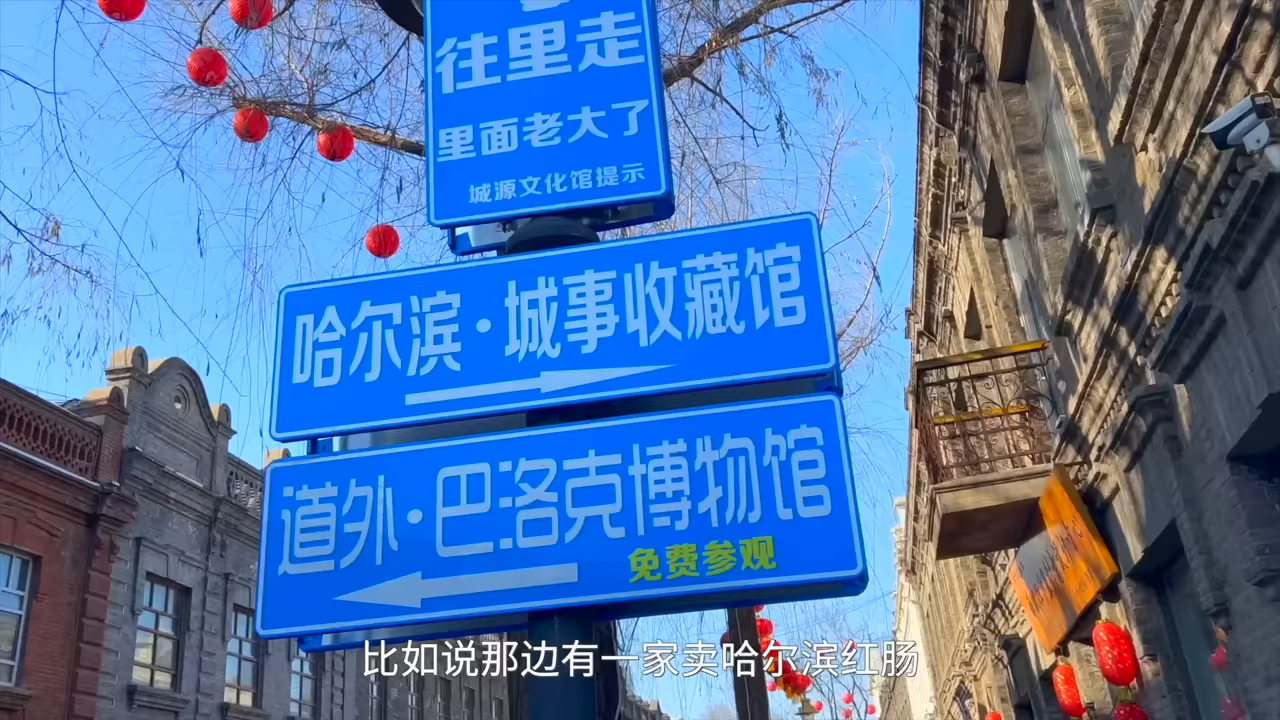 往里走
里面老大了
城源文化馆提示
哈尔滨·城事收藏馆
道外·巴洛克博物馆
免费参观
比如说那边有一家卖哈尔滨红肠